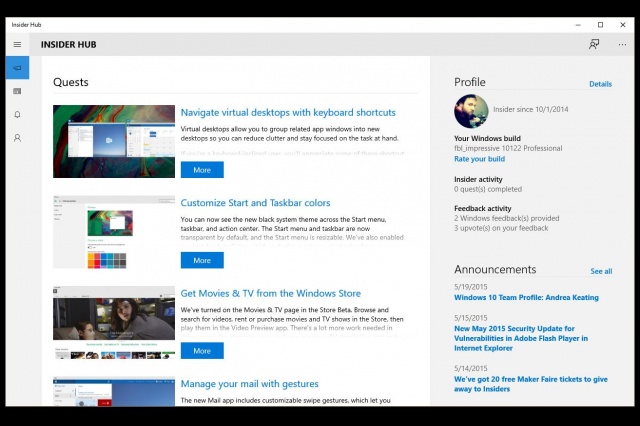 Insider Hub
INSIDER HUB
Quests
Navigate virtual desktops with keyboard shortcuts
Virtual desktops allow you to group related app windows into new
desktops so you can reduce clutter and stay focused on the task at hand.
More
Customize Start and Taskbar colors
You can now see the new black system theme across the Start menu,
taskbar, and action center. The Start menu and taskbar are now
transparent by default, and the Start menu is resizable. We've also enabled
More
Get Movies & TV from the Windows Store
We've turned on the Movies & TV page in the Store Beta. Browse and
search for videos, rent or purchase movies and TV shows in the Store, then
play them in the Video Preview app. There's a lot more work needed in
More
Manage your mail with gestures
The new Mail app includes customizable swipe gestures, which let you
Profile
Details
Insider since 10/1/2014
Your Windows build
fbl_impressive 10122 Professional
Rate your build
Insider activity
0 quest(s) completed
Feedback activity
2 Windows feedback(s) provided
3 upvote(s) on your feedback
Announcements
See all
5/19/2015
Windows 10 Team Profile: Andrea Keating
5/15/2015
New May 2015 Security Update for
Vulnerabilities in Adobe Flash Player in
Internet Explorer
5/14/2015
We've got 20 free Maker Faire tickets to give
away to Insiders